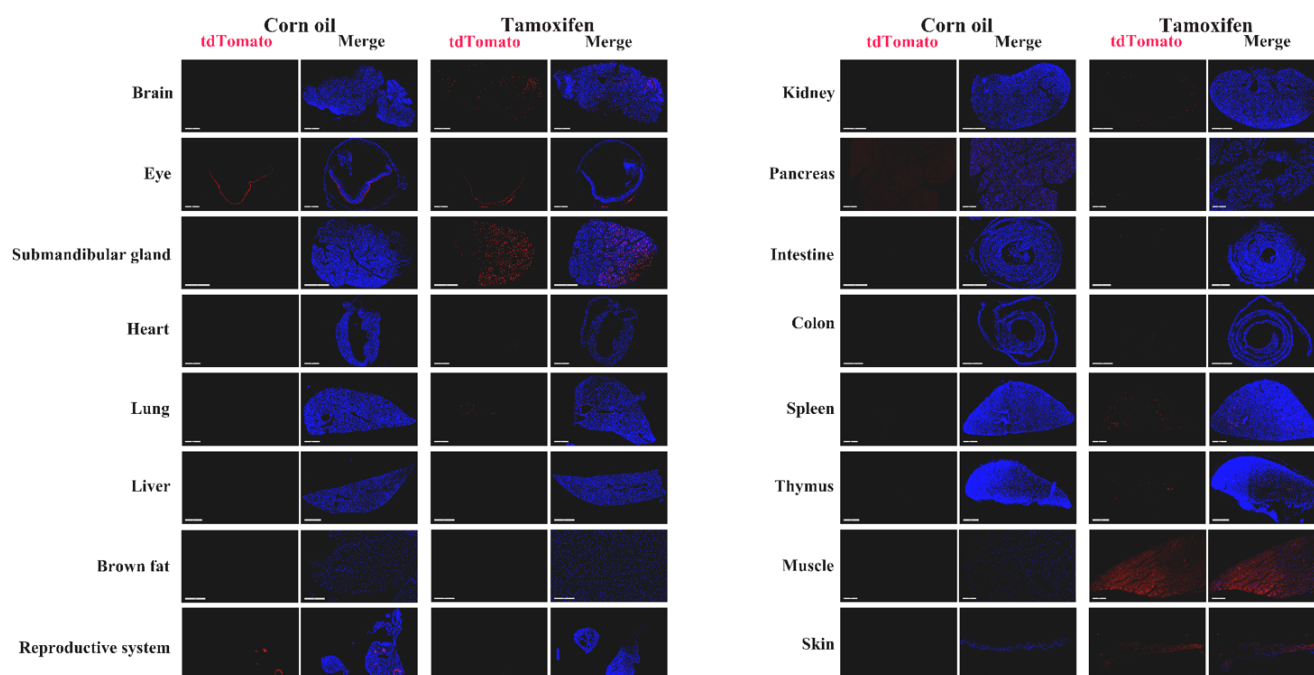 Corn oil Tamoxifen
tdTomato Merge tdTomato Merge
Brain
Eye
Submandibular gland
Heart
Lung
Liver
Brown fat
Reproductive system
Corn oil Tamoxifen
tdTomato Merge tdTomato Merge
Kidney
Pancreas
Intestine
Colon
Spleen
Thymus
Muscle
Skin